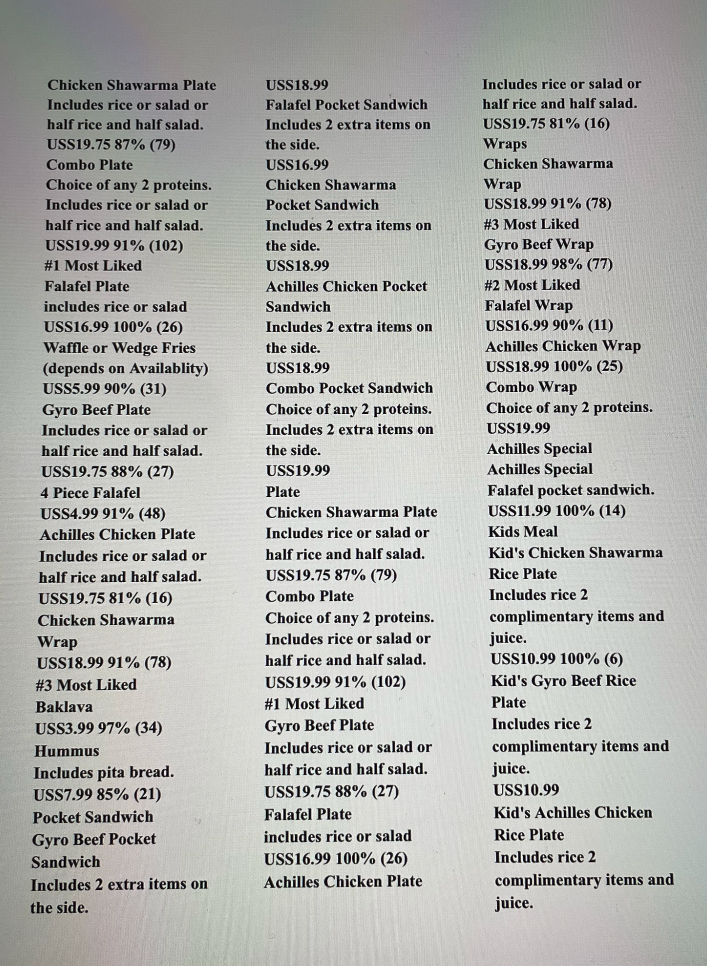 Chicken Shawarma Plate
Includes rice or salad or
half rice and half salad.
USS19.75 87% (79)
Combo Plate
Choice of any 2 proteins.
Includes rice or salad or
half rice and half salad.
USS19.99 91% (102)
#1 Most Liked
Falafel Plate
includes rice or salad
USS16.99 100% (26)
Waffle or Wedge Fries
(depends on Availablity)
USS5.99 90% (31)
Gyro Beef Plate
Includes rice or salad or
half rice and half salad.
USS19.75 88% (27)
4 Piece Falafel
USS4.99 91% (48)
Achilles Chicken Plate
Includes rice or salad or
half rice and half salad.
USS19.75 81% (16)
Chicken Shawarma
Wrap
USS18.99 91% (78)
#3 Most Liked
Baklava
USS3.99 97% (34)
Hummus
Includes pita bread.
USS7.99 85% (21)
Pocket Sandwich
Gyro Beef Pocket
Sandwich
Includes 2 extra items on
the side.
USS18.99
Falafel Pocket Sandwich
Includes 2 extra items on
the side.
USS16.99
Chicken Shawarma
Pocket Sandwich
Includes 2 extra items on
the side.
USS18.99
Achilles Chicken Pocket
Sandwich
Includes 2 extra items on
the side.
USS18.99
Combo Pocket Sandwich
Choice of any 2 proteins.
Includes 2 extra items on
the side.
USS19.99
Plate
Chicken Shawarma Plate
Includes rice or salad or
half rice and half salad.
USS19.75 87% (79)
Combo Plate
Choice of any 2 proteins.
Includes rice or salad or
half rice and half salad.
USS19.99 91% (102)
#1 Most Liked
Gyro Beef Plate
Includes rice or salad or
half rice and half salad.
USS19.75 88% (27)
Falafel Plate
includes rice or salad
USS16.99 100% (26)
Achilles Chicken Plate
Includes rice or salad or
half rice and half salad.
USS19.75 81% (16)
Wraps
Chicken Shawarma
Wrap
USS18.99 91% (78)
#3 Most Liked
Gyro Beef Wrap
USS18.99 98% (77)
#2 Most Liked
Falafel Wrap
USS16.99 90% (11)
Achilles Chicken Wrap
USS18.99 100% (25)
Combo Wrap
Choice of any 2 proteins.
USS19.99
Achilles Special
Achilles Special
Falafel pocket sandwich.
USS11.99 100% (14)
Kids Meal
Kid's Chicken Shawarma
Rice Plate
Includes rice 2
complimentary items and
juice.
USS10.99 100% (6)
Kid's Gyro Beef Rice
Plate
Includes rice 2
complimentary items and
juice.
USS10.99
Kid's Achilles Chicken
Rice Plate
Includes rice 2
complimentary items and
juice.